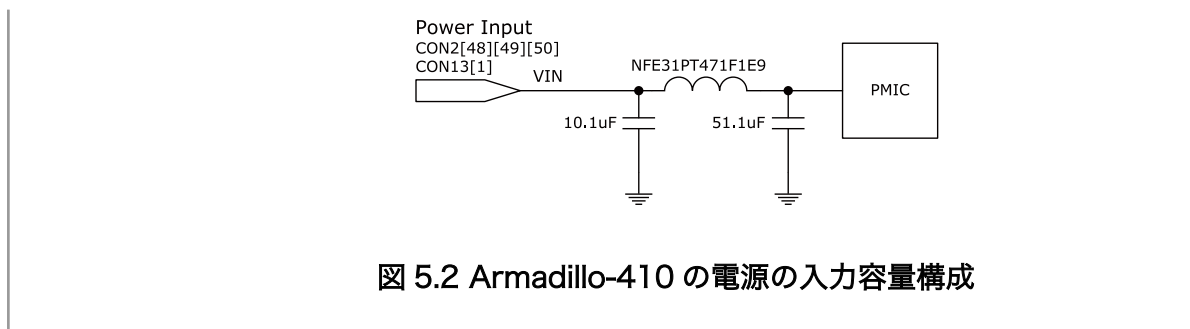 Power Input
CON2[48][49][50]
CON13[1]
VIN
NFE31PT471F1E9
PMIC
10.1uF
51.1uF
図 5.2 Armadillo-410 の電源の入力容量構成